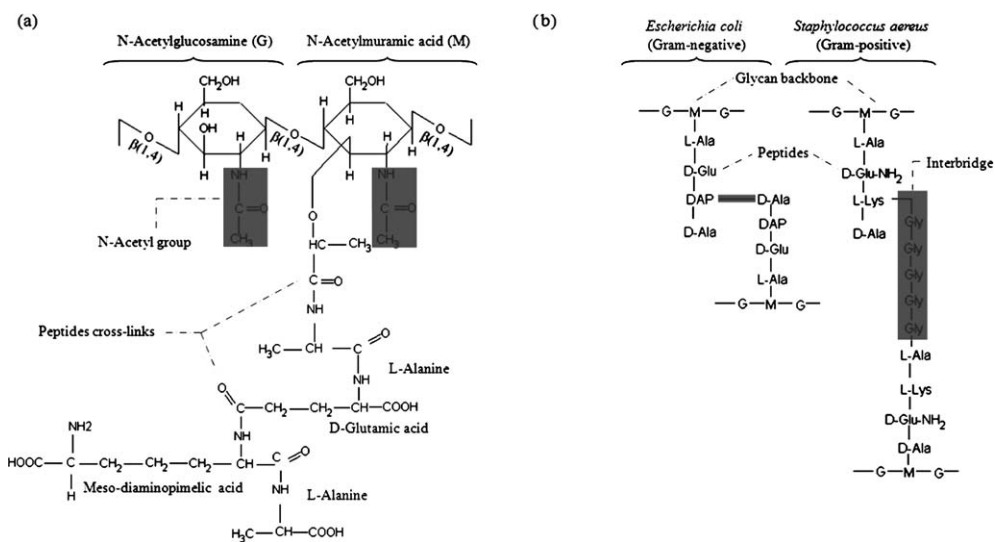 (a)
N-Acetylglucosamine (G)
N-Acetylmuramic acid (M)
CH2OH
CH2OH
H
O
H
H
O
H
OH
H
H
H
O
β(1,4)
O
β(1,4)
O
β(1,4)
H
H
H
NH
NH
C=O
C=O
CH3
CH3
N-Acetyl group
O
HC
CH3
C=O
Peptides cross-links
NH
H3C
CH
C
O
L-Alanine
NH
O
C
CH2
CH2
CH
COOH
D-Glutamic acid
NH
NH2
HOOC
C
CH2
CH2
CH2
CH
C
O
H
Meso-diaminopimelic acid
NH
L-Alanine
H3C
CH
COOH
(b)
Escherichia coli
(Gram-negative)
Staphylococcus aereus
(Gram-positive)
Glycan backbone
G M G
G M G
L-Ala
L-Ala
D-Glu
Peptides
D-Glu-NH2
Interbridge
DAP
D-Ala
L-Lys
D-Ala
DAP
D-Glu
L-Ala
G M G
D-Ala
Gly
Gly
Gly
Gly
Gly
L-Ala
L-Lys
D-Glu-NH2
D-Ala
G M G